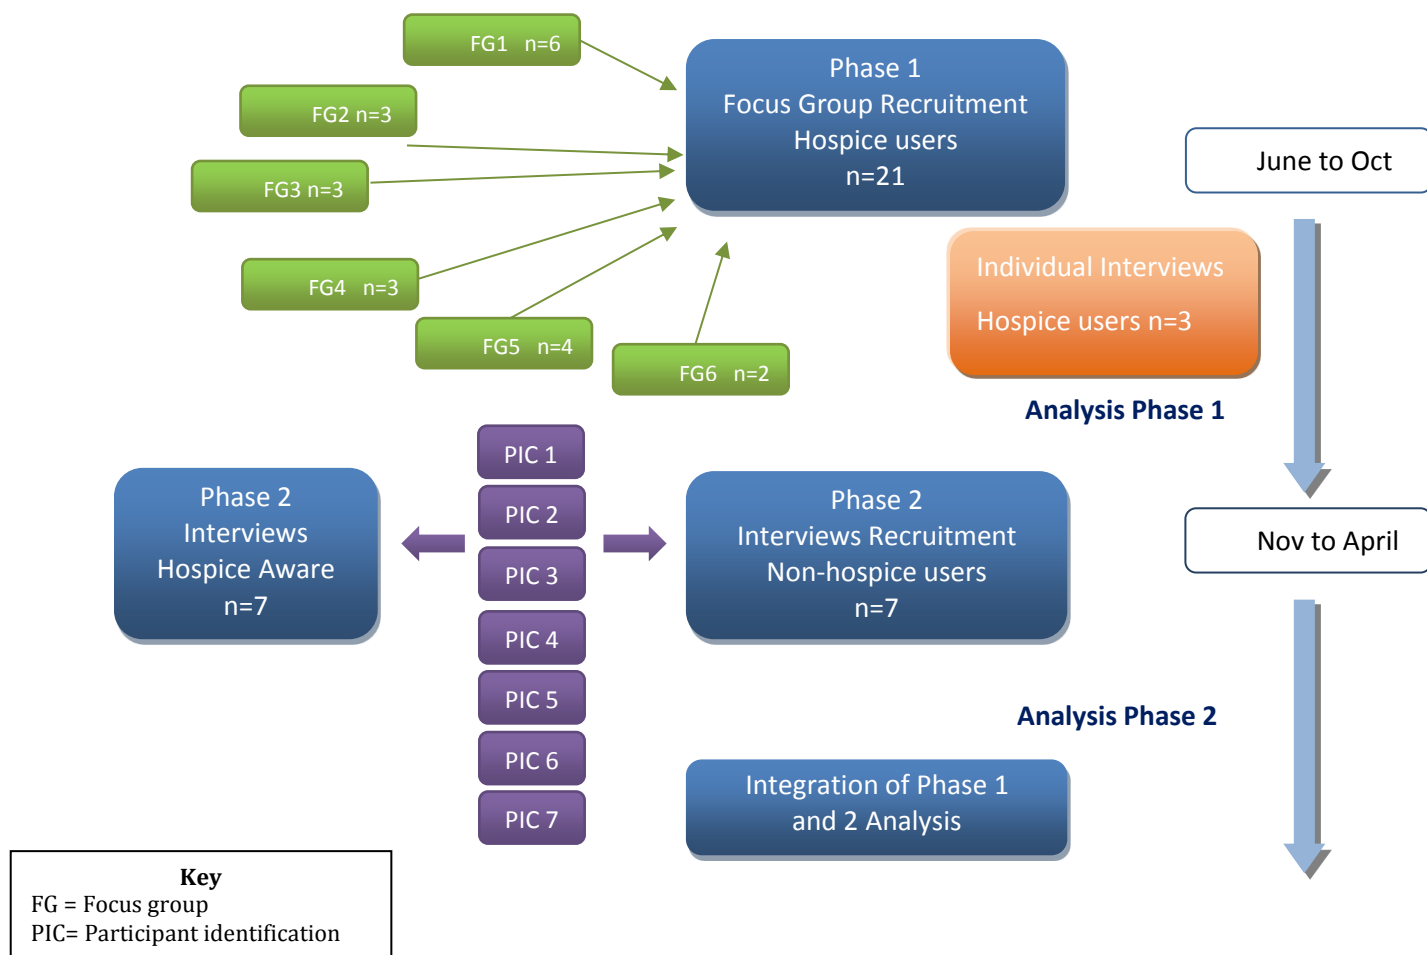 FG1 n=6
FG2 n=3
FG3 n=3
FG4 n=3
FG5 n=4
FG6 n=2
Phase 1
Focus Group Recruitment
Hospice users
n=21
June to Oct
Individual Interviews
Hospice users n=3
Analysis Phase 1
PIC 1
PIC 2
PIC 3
PIC 4
PIC 5
PIC 6
PIC 7
Phase 2
Interviews
Hospice Aware
n=7
Phase 2
Interviews Recruitment
Non-hospice users
n=7
Nov to April
Analysis Phase 2
Integration of Phase 1
and 2 Analysis
Key
FG = Focus group
PIC= Participant identification